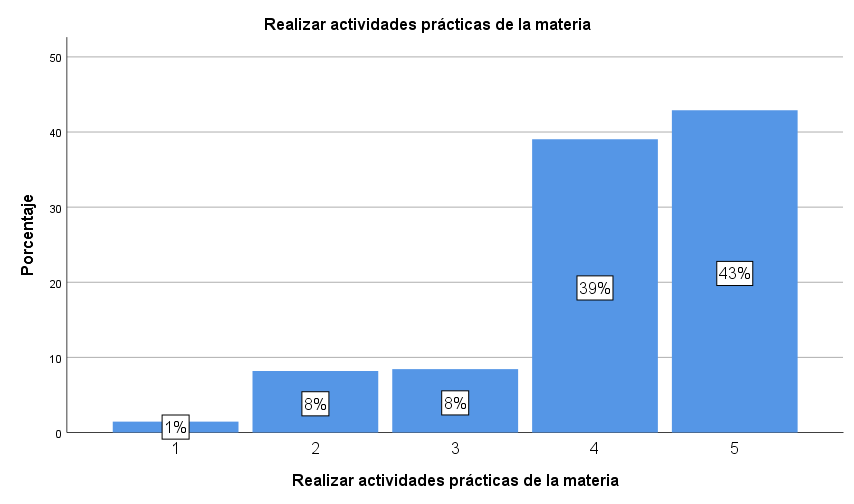 Realizar actividades prácticas de la materia
50
40
30
20
10
0
Porcentaje
1%
8%
8%
39%
43%
1 2 3 4 5
Realizar actividades prácticas de la materia